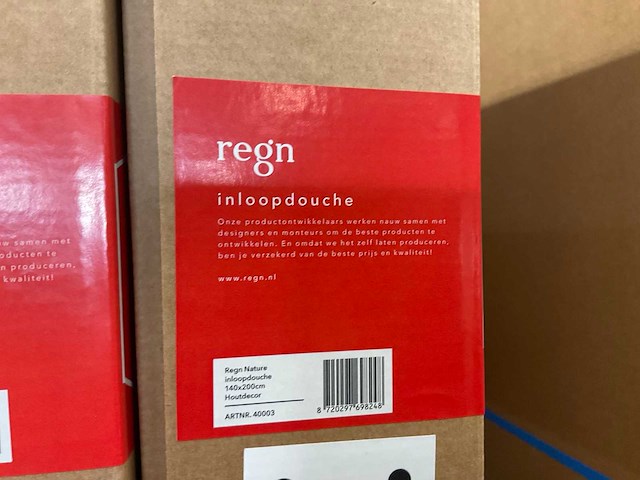 regn
inloopdouche
Onze productontwikkelaars werken nauw samen met
designers en monteurs om de beste producten te
ontwikkelen. En omdat we het zelf laten produceren,
ben je verzekerd van de beste prijs en kwaliteit!
www.regn.nl
Regn Nature
inloopdouche
140x200cm
Houtdecor
ARTNR. 40003
8 720297 698248
samen met
producten te
produceren,
kwaliteit!